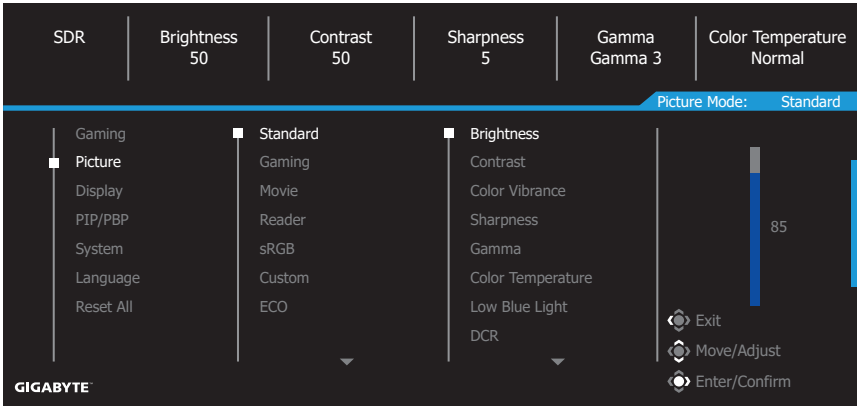 SDR
Brightness
50
Contrast
50
Sharpness
5
Gamma
Gamma 3
Color Temperature
Normal
Picture Mode: Standard
Gaming
Picture
Display
PIP/PBP
System
Language
Reset All
Standard
Gaming
Movie
Reader
sRGB
Custom
ECO
Brightness
Contrast
Color Vibrance
Sharpness
Gamma
Color Temperature
Low Blue Light
DCR
85
Exit
Move/Adjust
Enter/Confirm
GIGABYTE™